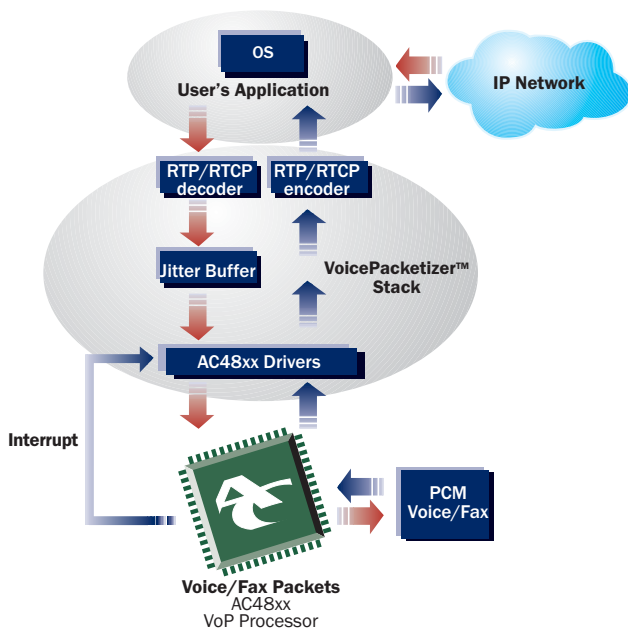 OS
User's Application
IP Network
RTP/RTCP
decoder
RTP/RTCP
encoder
Jitter Buffer
VoicePacketizer™
Stack
AC48xx Drivers
Interrupt
PCM
Voice/Fax
Voice/Fax Packets
AC48xx
VoP Processor